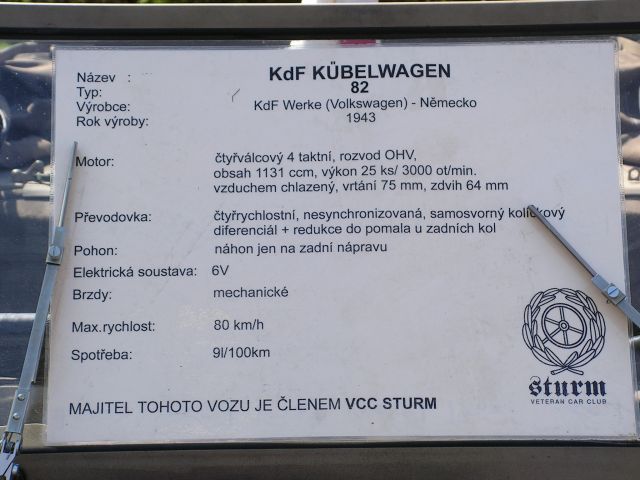 Název : KdF KÜBELWAGEN
Typ: 82
Výrobce: KdF Werke (Volkswagen) - Německo
Rok výroby: 1943
Motor: čtyřválcový 4 taktní, rozvod OHV,
obsah 1131 ccm, výkon 25 ks/ 3000 ot/min.
vzduchem chlazený, vrtání 75 mm, zdvih 64 mm
Převodovka: čtyřrychlostní, nesynchronizovaná, samosvorný kolíčkový
diferenciál + redukce do pomala u zadních kol
Pohon: náhon jen na zadní nápravu
Elektrická soustava: 6V
Brzdy: mechanické
Max.rychlost: 80 km/h
Spotřeba: 9l/100km
sturm
VETERAN CAR CLUB
MAJITEL TOHOTO VOZU JE ČLENEM VCC STURM